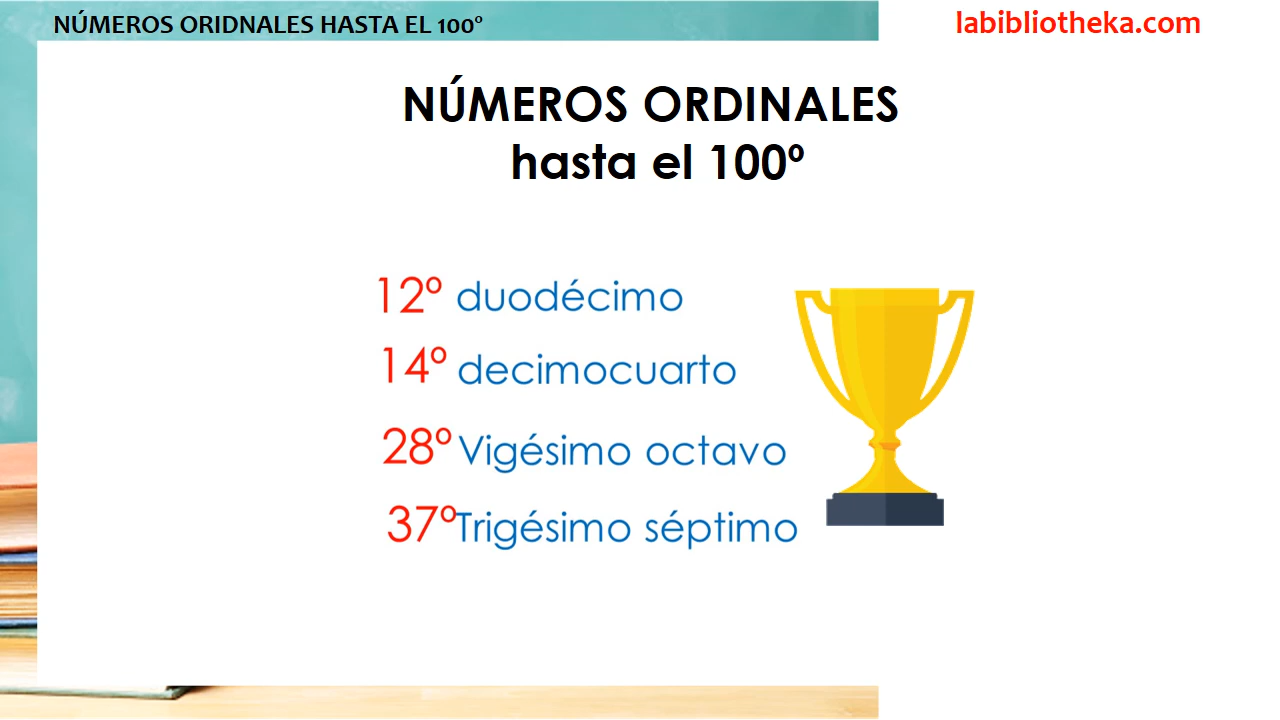 NÚMEROS ORIDNALES HASTA EL 100º
labibliotheka.com
NÚMEROS ORDINALES
hasta el 100º
12º duodécimo
14º decimocuarto
28º Vigésimo octavo
37º Trigésimo séptimo